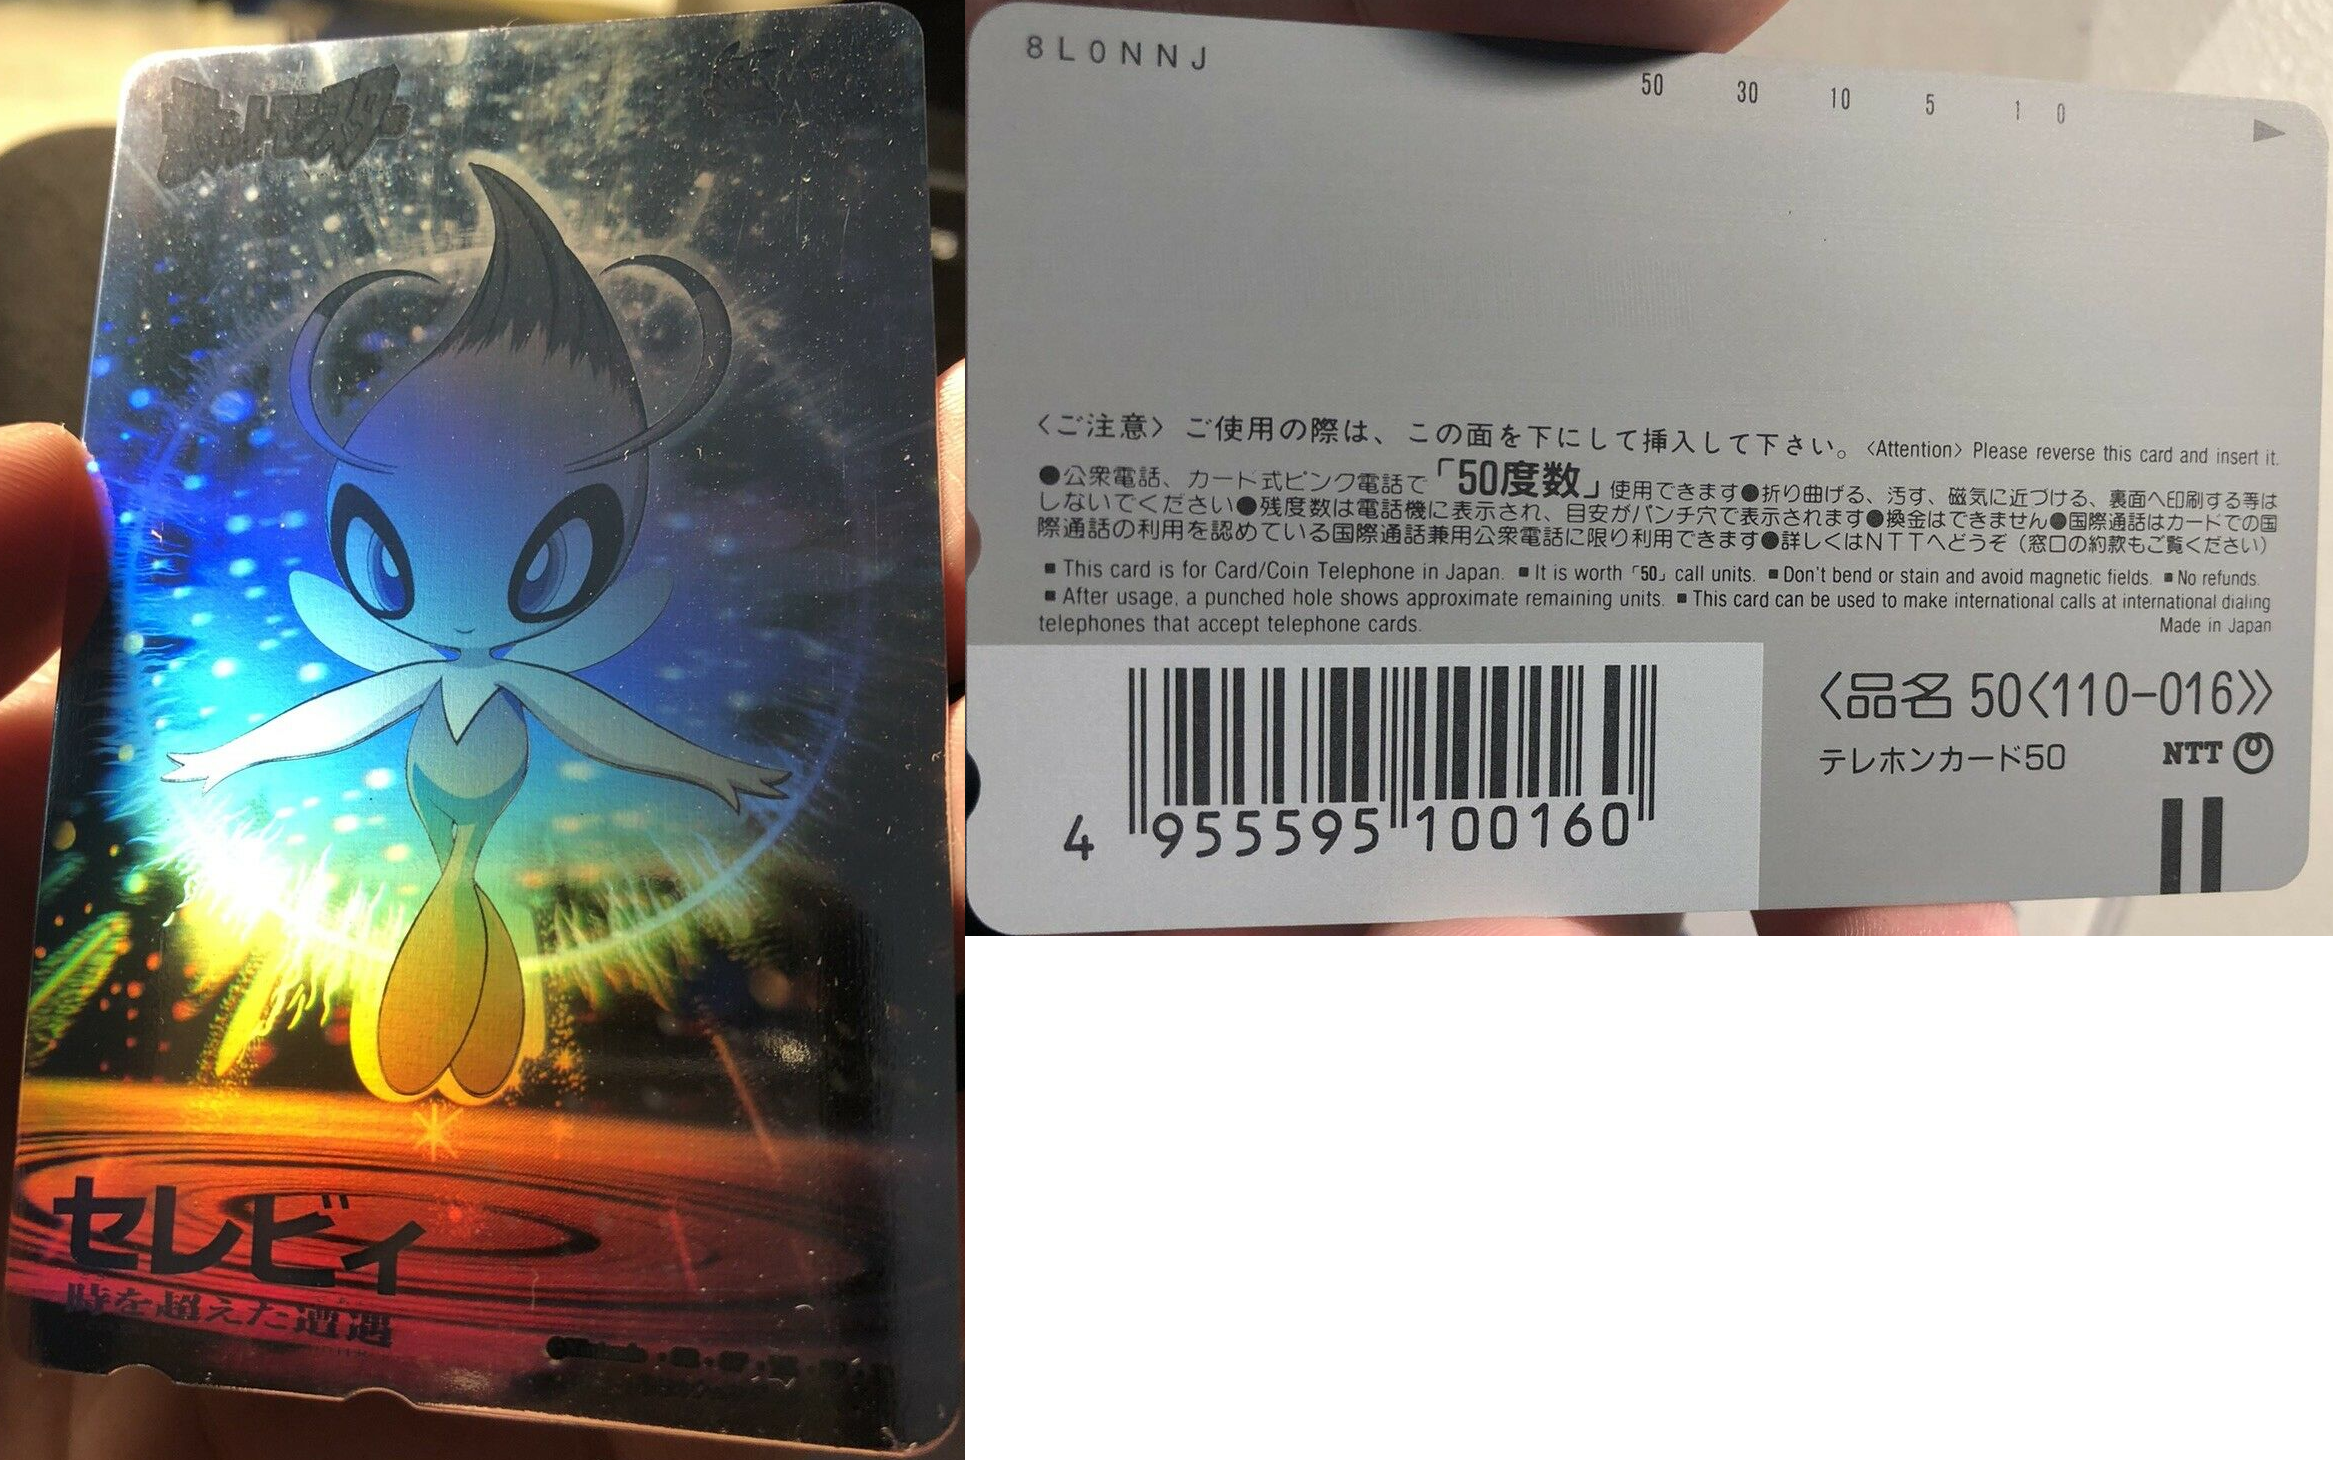 ポケットモンスター
セレビィ
時を超えた遭遇
8L0NNJ
50 30 10 5 1 0
〈ご注意〉ご使用の際は、この面を下にして挿入して下さい。〈Attention〉 Please reverse this card and insert it.
●公衆電話、カード式ピンク電話で「50度数」使用できます●折り曲げる、汚す、磁気に近づける、裏面へ印刷する等は
しないでください●残度数は電話機に表示され、目安がパンチ穴で表示されます●換金はできません●国際通話はカードでの国
際通話の利用を認めている国際通話兼用公衆電話に限り利用できます●詳しくはNTTへどうぞ（窓口の約款もご覧ください）
■ This card is for Card/Coin Telephone in Japan. ■ It is worth「50」call units. ■ Don't bend or stain and avoid magnetic fields. ■ No refunds.
■ After usage, a punched hole shows approximate remaining units. ■ This card can be used to make international calls at international dialing
telephones that accept telephone cards.
Made in Japan
〈品名 50〈110-016〉〉
テレホンカード50
NTT
4 955595 100160